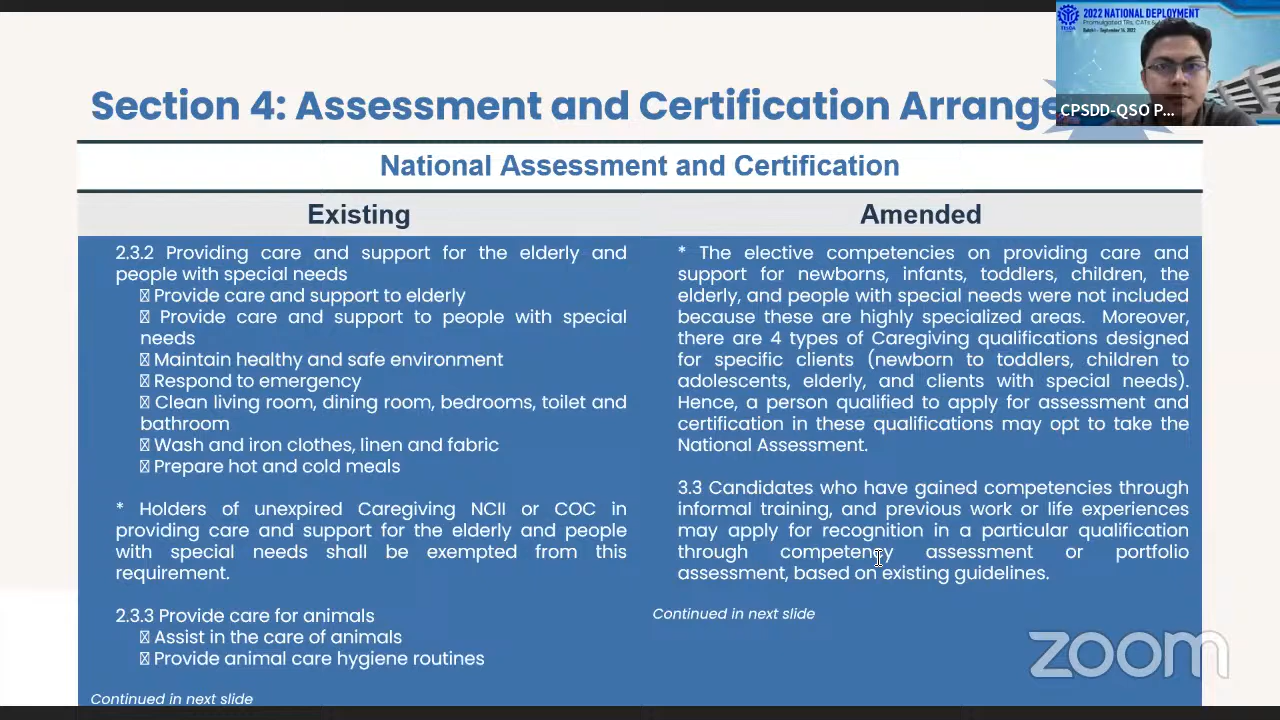 2022 NATIONAL DEPLOYMENT
Promulgated TRs, CATs &
Batch I - September 16, 2022
TESDA
CPSDD-QSO P...
Section 4: Assessment and Certification Arrange
National Assessment and Certification
Existing
2.3.2 Providing care and support for the elderly and
people with special needs
Provide care and support to elderly
Provide care and support to people with special
needs
Maintain healthy and safe environment
Respond to emergency
Clean living room, dining room, bedrooms, toilet and
bathroom
Wash and iron clothes, linen and fabric
Prepare hot and cold meals
* Holders of unexpired Caregiving NCII or COC in
providing care and support for the elderly and people
with special needs shall be exempted from this
requirement.
2.3.3 Provide care for animals
Assist in the care of animals
Provide animal care hygiene routines
Continued in next slide
Amended
* The elective competencies on providing care and
support for newborns, infants, toddlers, children, the
elderly, and people with special needs were not included
because these are highly specialized areas. Moreover,
there are 4 types of Caregiving qualifications designed
for specific clients (newborn to toddlers, children to
adolescents, elderly, and clients with special needs).
Hence, a person qualified to apply for assessment and
certification in these qualifications may opt to take the
National Assessment.
3.3 Candidates who have gained competencies through
informal training, and previous work or life experiences
may apply for recognition in a particular qualification
through competency assessment or portfolio
assessment, based on existing guidelines.
Continued in next slide
zoom